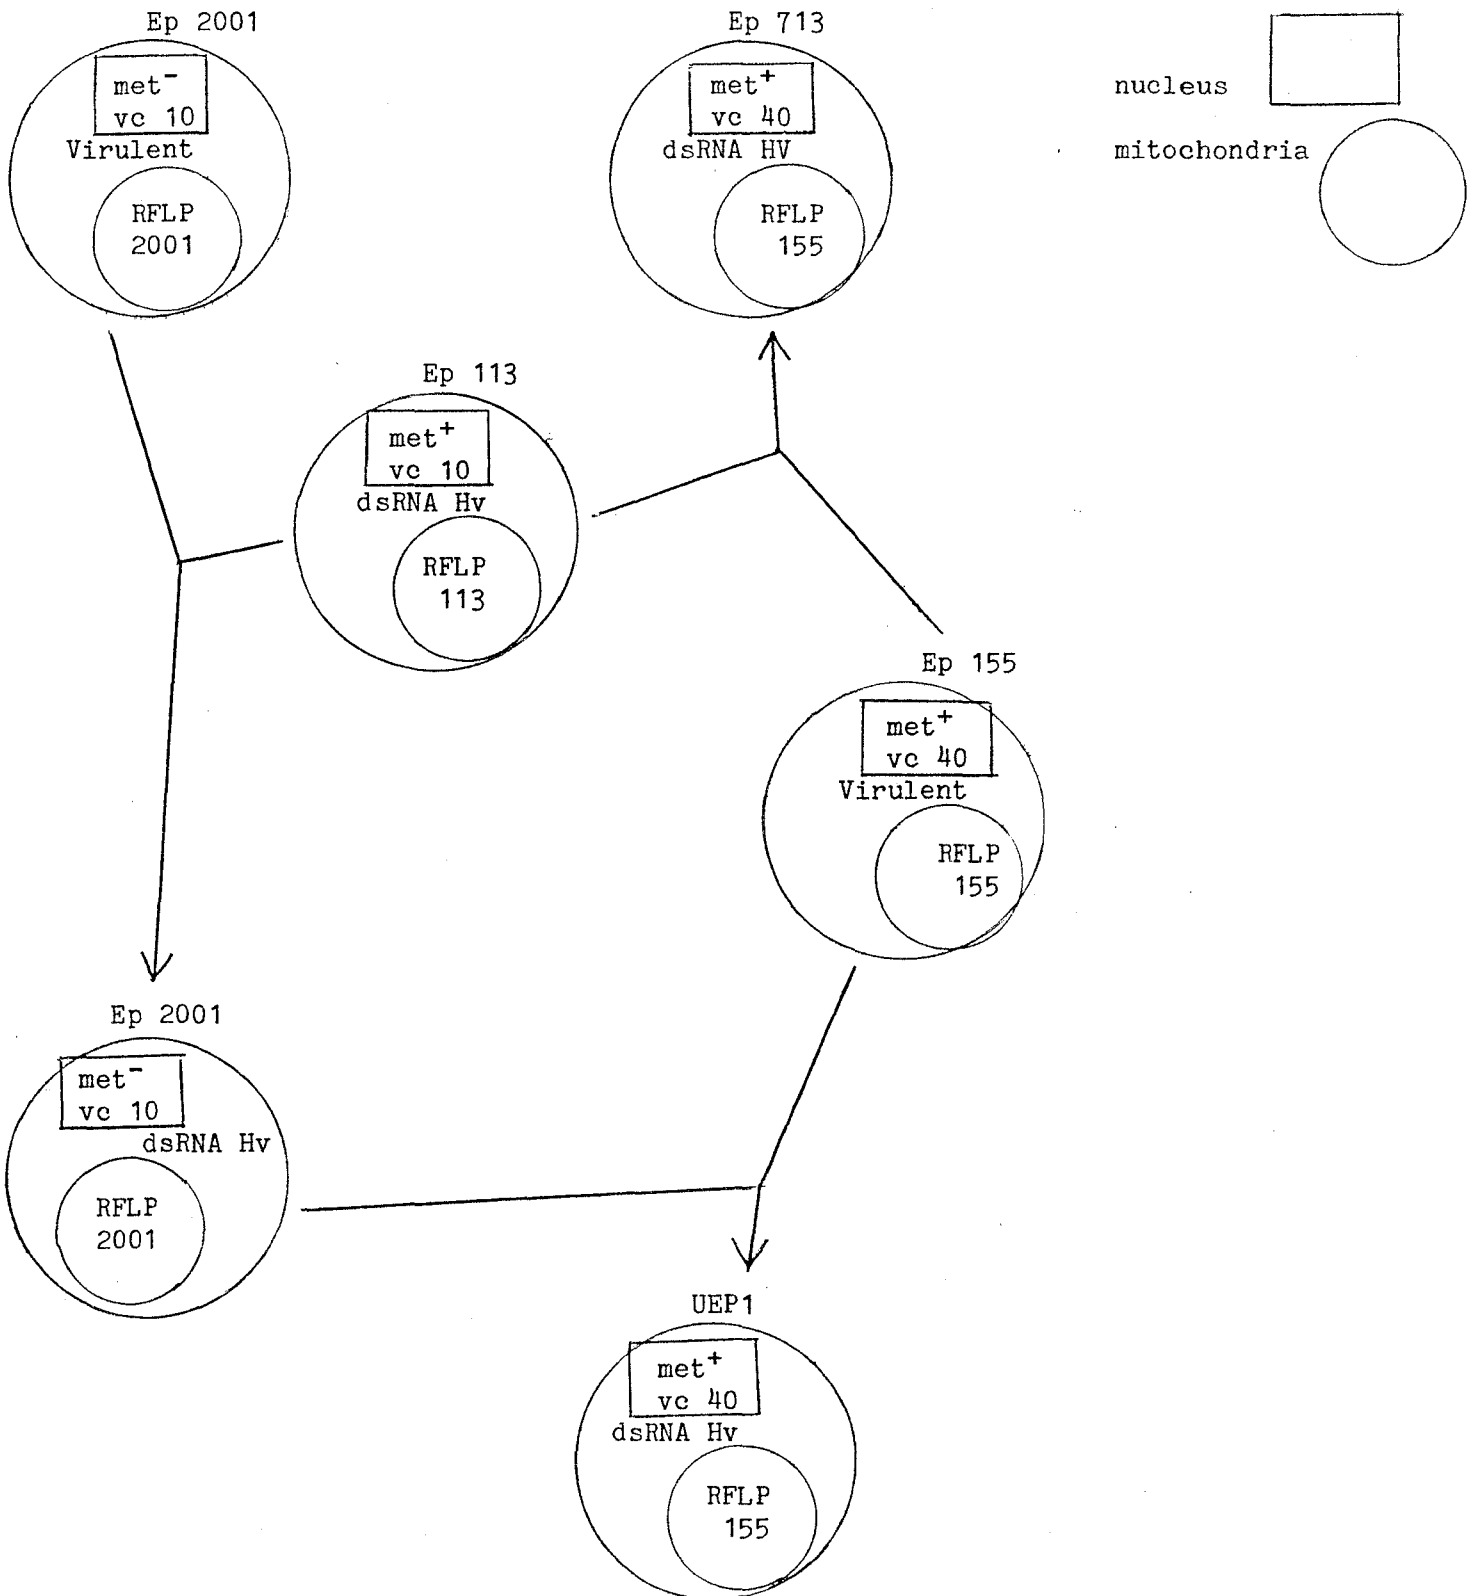 Ep 2001
met⁻
vc 10
Virulent
RFLP
2001
Ep 713
met⁺
vc 40
dsRNA HV
RFLP
155
nucleus
mitochondria
Ep 113
met⁺
vc 10
dsRNA Hv
RFLP
113
Ep 155
met⁺
vc 40
Virulent
RFLP
155
Ep 2001
met⁻
vc 10
dsRNA Hv
RFLP
2001
UEP1
met⁺
vc 40
dsRNA Hv
RFLP
155